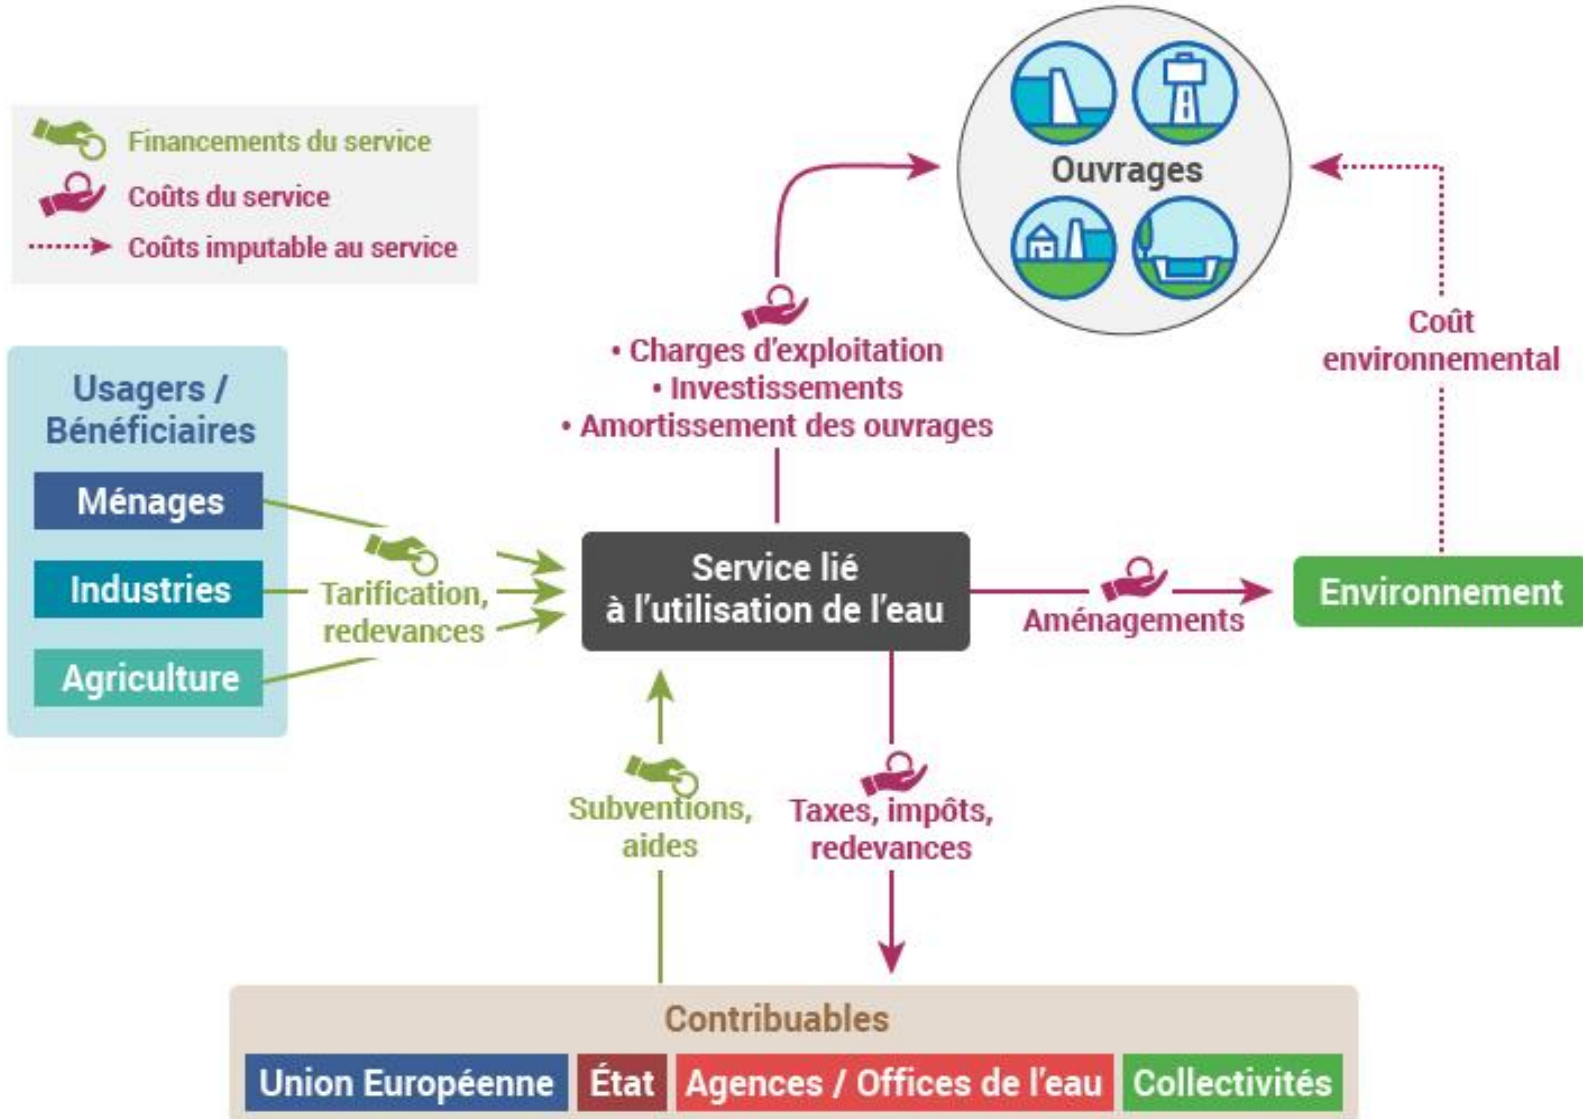 Financements du service
Coûts du service
Coûts imputable au service
Ouvrages
Usagers /
Bénéficiaires
Ménages
Industries
Agriculture
Tarification,
redevances
• Charges d'exploitation
• Investissements
• Amortissement des ouvrages
Coût
environnemental
Service lié
à l'utilisation de l'eau
Aménagements
Environnement
Subventions,
aides
Taxes, impôts,
redevances
Contribuables
Union Européenne
État
Agences / Offices de l'eau
Collectivités